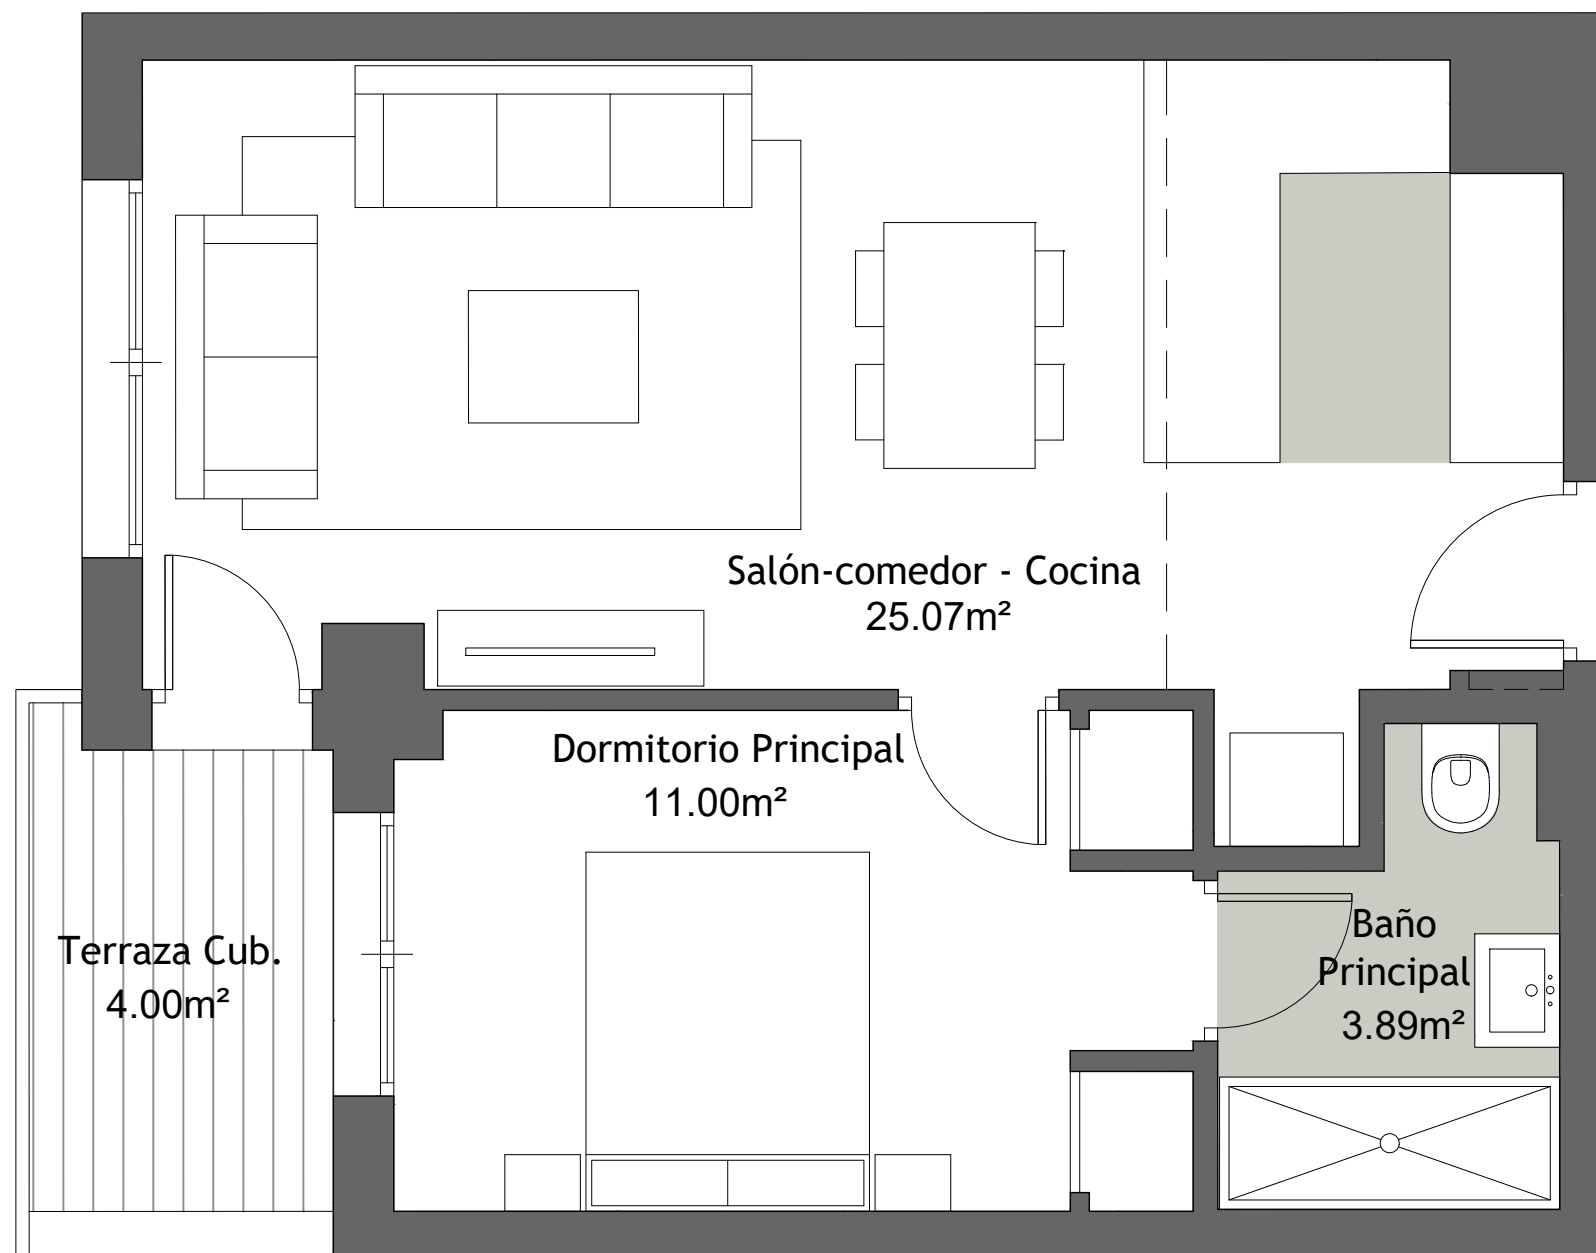 Salón-comedor - Cocina
25.07m²
Dormitorio Principal
11.00m²
Terraza Cub.
4.00m²
Baño
Principal
3.89m²